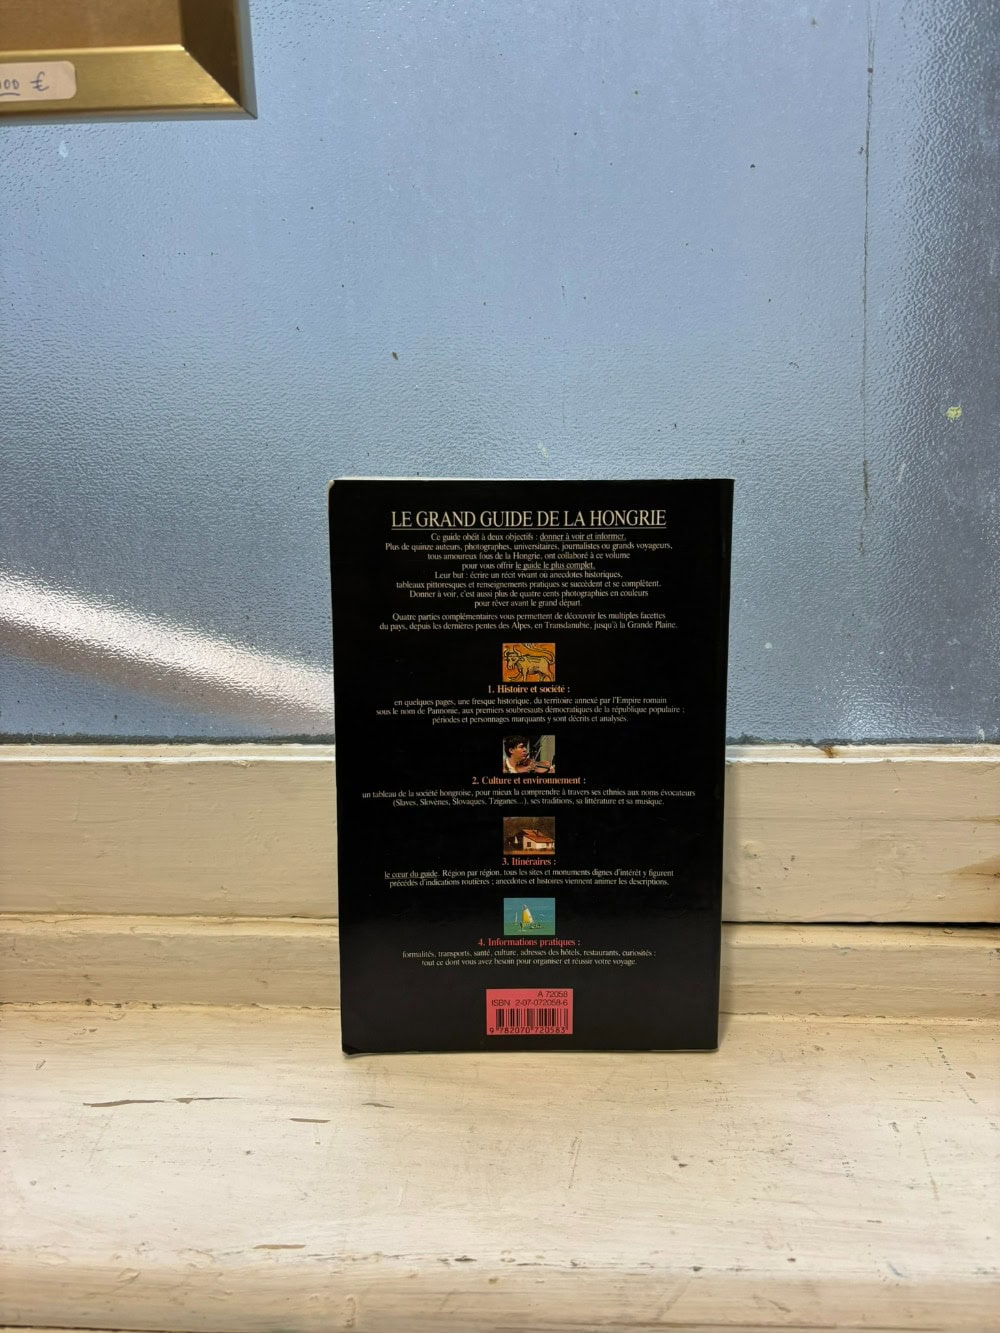 00 €
LE GRAND GUIDE DE LA HONGRIE
Ce guide obéit à deux objectifs : donner à voir et informer.
Plus de quinze auteurs, photographes, universitaires, journalistes ou grands voyageurs,
tous amoureux fous de la Hongrie, ont collaboré à ce volume
pour vous offrir le guide le plus complet.
Leur but : écrire un récit vivant où anecdotes historiques,
tableaux pittoresques et renseignements pratiques se succèdent et se complètent.
Donner à voir, c'est aussi plus de quatre cents photographies en couleurs
pour rêver avant le grand départ.
Quatre parties complémentaires vous permettent de découvrir les multiples facettes
du pays, depuis les dernières pentes des Alpes, en Transdanubie, jusqu'à la Grande Plaine.
1. Histoire et société :
en quelques pages, une fresque historique, du territoire annexé par l'Empire romain
sous le nom de Pannonie, aux premiers soubresauts démocratiques de la république populaire ;
périodes et personnages marquants y sont décrits et analysés.
2. Culture et environnement :
un tableau de la société hongroise, pour mieux la comprendre à travers ses ethnies aux noms évocateurs
(Slaves, Slovènes, Slovaques, Tziganes...), ses traditions, sa littérature et sa musique.
3. Itinéraires :
le cœur du guide. Région par région, tous les sites et monuments dignes d'intérêt y figurent
précédés d'indications routières ; anecdotes et histoires viennent animer les descriptions.
4. Informations pratiques :
formalités, transports, santé, culture, adresses des hôtels, restaurants, curiosités :
tout ce dont vous avez besoin pour organiser et réussir votre voyage.
A 72058
ISBN 2-07-072058-6
9 782070 720583